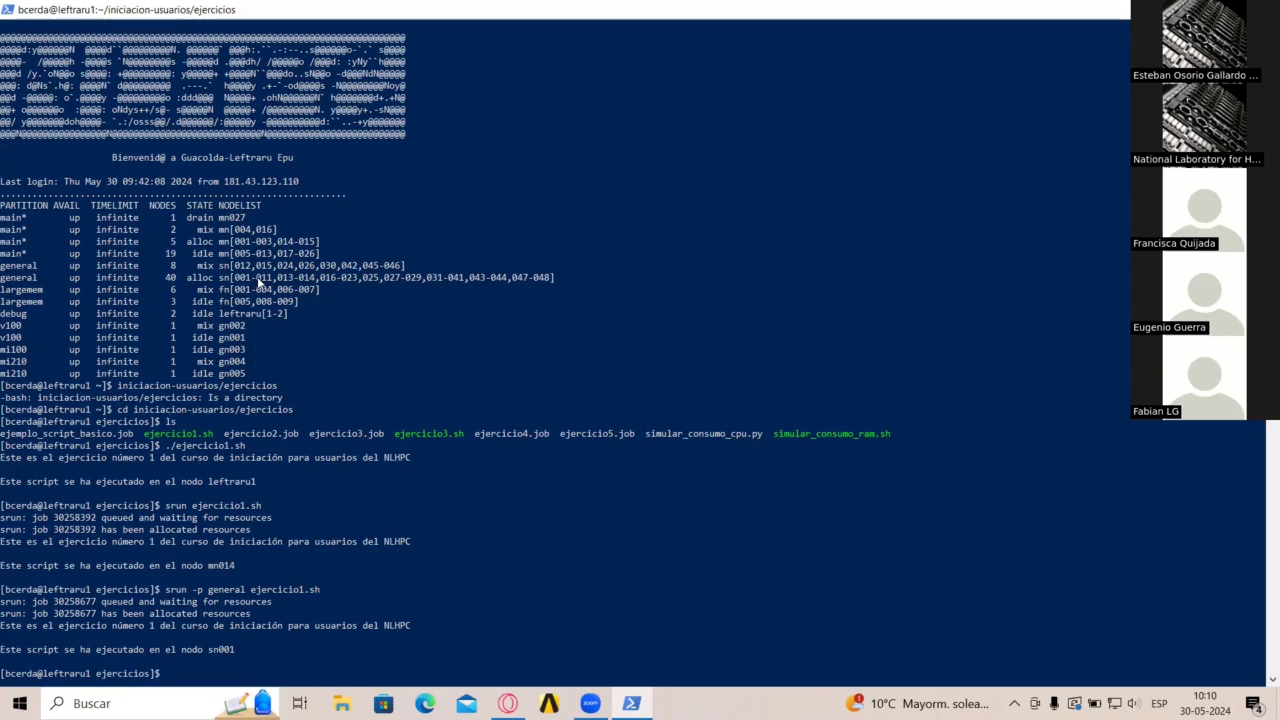 bcerda@leftraru1:~/iniciacion-usuarios/ejercicios
Bienvenid@ a Guacolda-Leftraru Epu
Last login: Thu May 30 09:42:08 2024 from 181.43.123.110
PARTITION AVAIL  TIMELIMIT  NODES  STATE NODELIST
main*        up   infinite      1  drain mn027
main*        up   infinite      2    mix mn[004,016]
main*        up   infinite      5  alloc mn[001-003,014-015]
main*        up   infinite     19   idle mn[005-013,017-026]
general      up   infinite      8    mix sn[012,015,024,026,030,042,045-046]
general      up   infinite     40  alloc sn[001-011,013-014,016-023,025,027-029,031-041,043-044,047-048]
largemem     up   infinite      6    mix fn[001-004,006-007]
largemem     up   infinite      3   idle fn[005,008-009]
debug        up   infinite      2   idle leftraru[1-2]
v100         up   infinite      1    mix gn002
v100         up   infinite      1   idle gn001
mi100        up   infinite      1   idle gn003
mi210        up   infinite      1    mix gn004
mi210        up   infinite      1   idle gn005
[bcerda@leftraru1 ~]$ iniciacion-usuarios/ejercicios
-bash: iniciacion-usuarios/ejercicios: Is a directory
[bcerda@leftraru1 ~]$ cd iniciacion-usuarios/ejercicios
[bcerda@leftraru1 ejercicios]$ ls
ejemplo_script_basico.job  ejercicio1.sh  ejercicio2.job  ejercicio3.job  ejercicio3.sh  ejercicio4.job  ejercicio5.job  simular_consumo_cpu.py  simular_consumo_ram.sh
[bcerda@leftraru1 ejercicios]$ ./ejercicio1.sh
Este es el ejercicio número 1 del curso de iniciación para usuarios del NLHPC
Este script se ha ejecutado en el nodo leftraru1
[bcerda@leftraru1 ejercicios]$ srun ejercicio1.sh
srun: job 30258392 queued and waiting for resources
srun: job 30258392 has been allocated resources
Este es el ejercicio número 1 del curso de iniciación para usuarios del NLHPC
Este script se ha ejecutado en el nodo mn014
[bcerda@leftraru1 ejercicios]$ srun -p general ejercicio1.sh
srun: job 30258677 queued and waiting for resources
srun: job 30258677 has been allocated resources
Este es el ejercicio número 1 del curso de iniciación para usuarios del NLHPC
Este script se ha ejecutado en el nodo sn001
[bcerda@leftraru1 ejercicios]$
Esteban Osorio Gallardo ...
National Laboratory for H...
Francisca Quijada
Eugenio Guerra
Fabian LG
Buscar
zoom
1
10°C Mayorm. solea...
ESP
10:10
30-05-2024
4